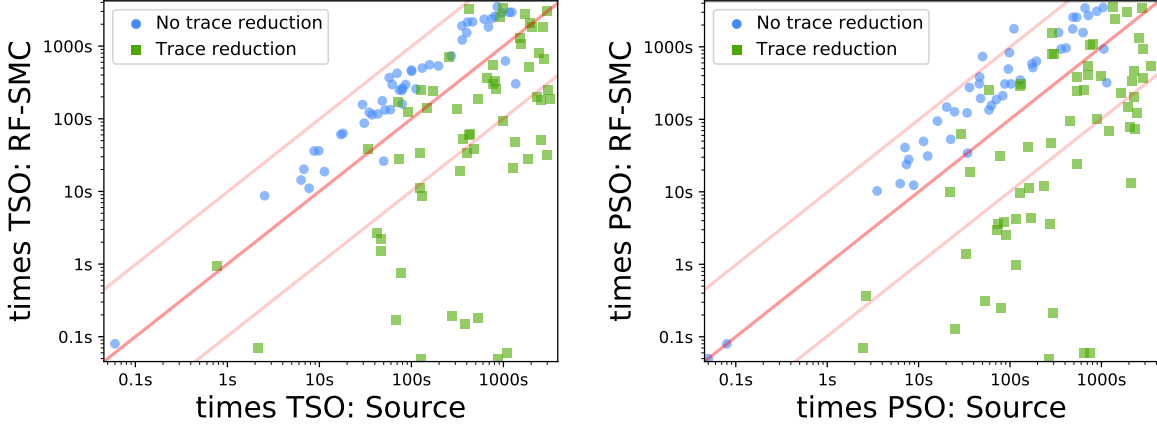 No trace reduction
Trace reduction
1000s
100s
10s
1s
0.1s
times TSO: RF-SMC
0.1s 1s 10s 100s 1000s
times TSO: Source
No trace reduction
Trace reduction
1000s
100s
10s
1s
0.1s
times PSO: RF-SMC
0.1s 1s 10s 100s 1000s
times PSO: Source